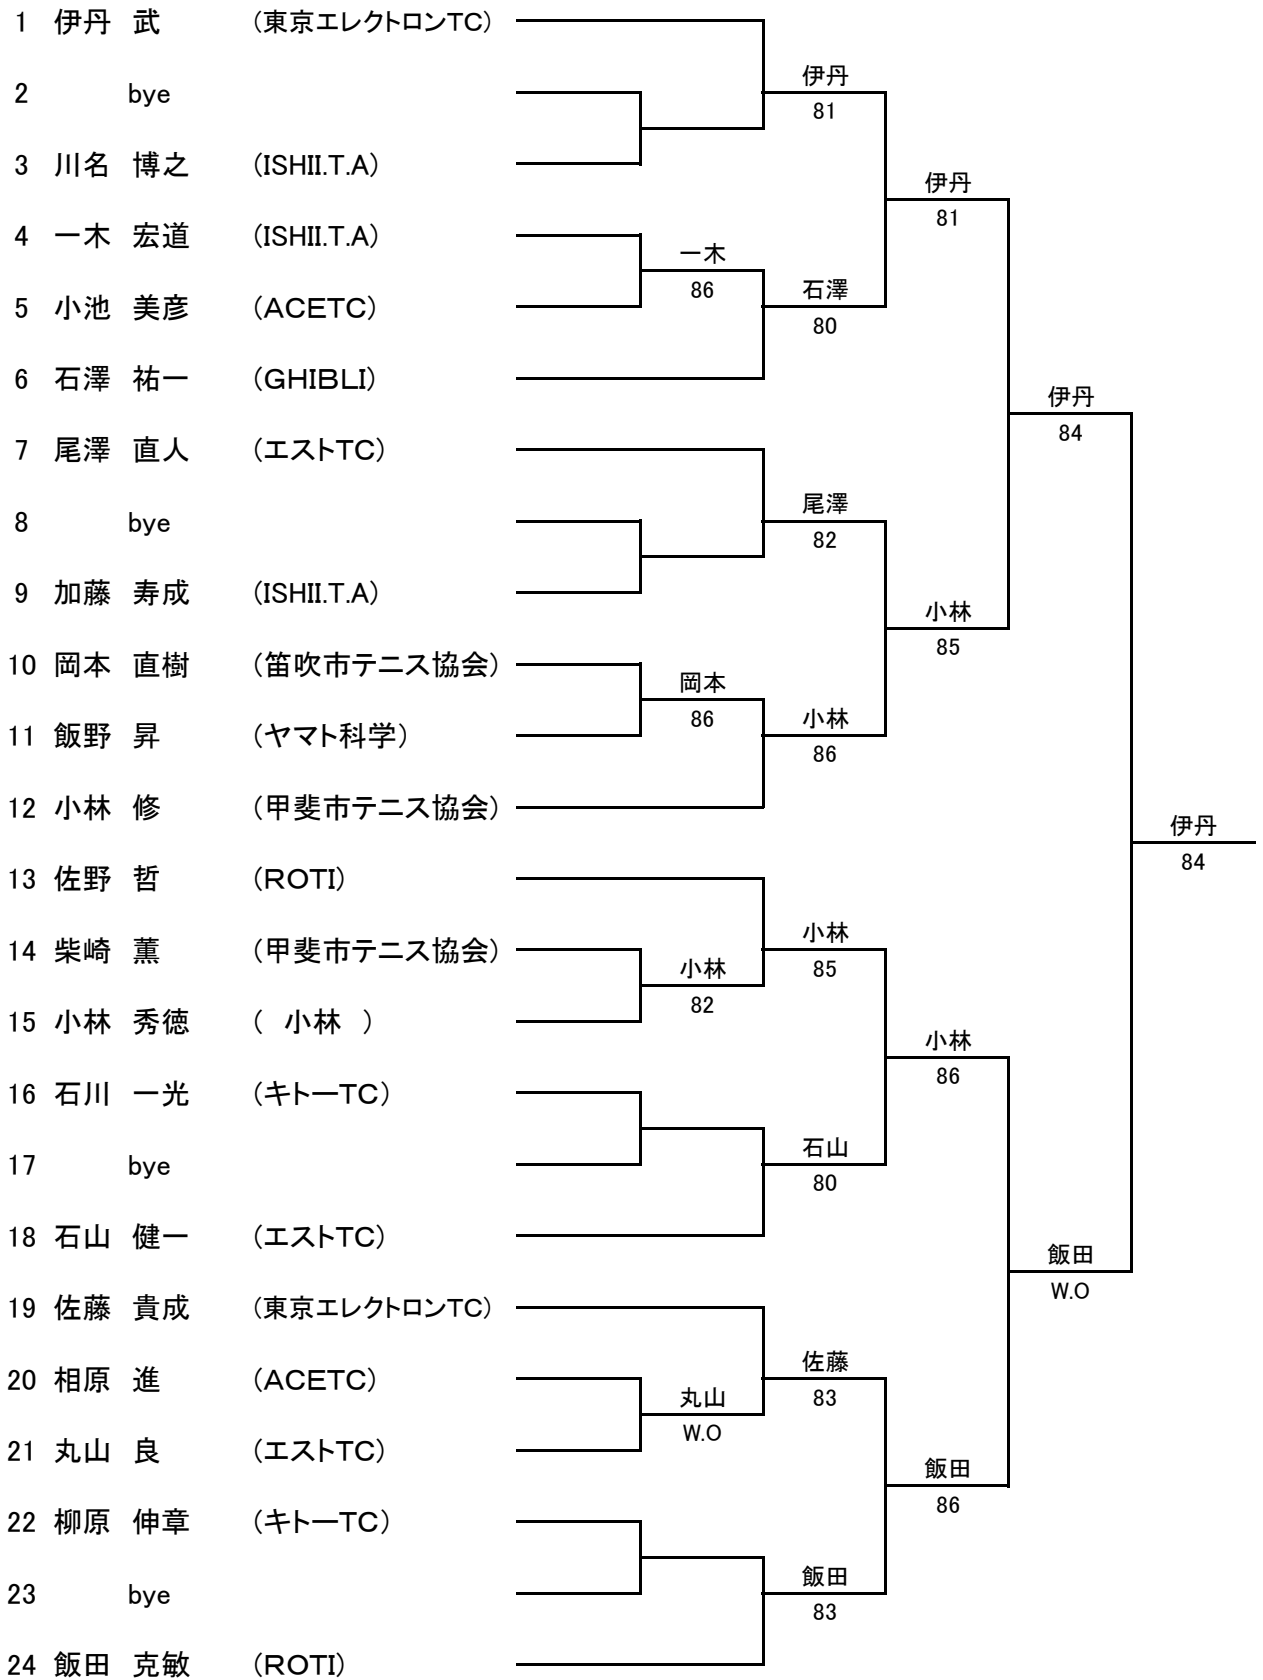 1 伊丹 武 (東京エレクトロンTC)
伊丹
2 bye
81
3 川名 博之 (ISHII.T.A)
伊丹
81
4 一木 宏道 (ISHII.T.A)
一木
86
石澤
5 小池 美彦 (ACETC)
80
6 石澤 祐一 (GHIBLI)
伊丹
84
7 尾澤 直人 (エストTC)
尾澤
8 bye
82
9 加藤 寿成 (ISHII.T.A)
小林
85
10 岡本 直樹 (笛吹市テニス協会)
岡本
86
小林
11 飯野 昇 (ヤマト科学)
86
12 小林 修 (甲斐市テニス協会)
伊丹
84
13 佐野 哲 (ROTI)
小林
14 柴崎 薫 (甲斐市テニス協会)
85
小林
82
15 小林 秀徳 ( 小林 )
小林
86
16 石川 一光 (キトーTC)
石山
17 bye
80
18 石山 健一 (エストTC)
飯田
W.O
19 佐藤 貴成 (東京エレクトロンTC)
佐藤
20 相原 進 (ACETC)
83
丸山
W.O
21 丸山 良 (エストTC)
飯田
86
22 柳原 伸章 (キトーTC)
飯田
23 bye
83
24 飯田 克敏 (ROTI)